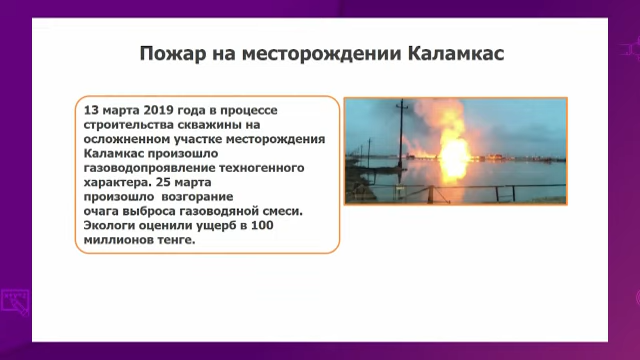 Пожар на месторождении Каламкас
13 марта 2019 года в процессе
строительства скважины на
осложненном участке месторождения
Каламкас произошло
газоводопроявление техногенного
характера. 25 марта
произошло возгорание
очага выброса газоводяной смеси.
Экологи оценили ущерб в 100
миллионов тенге.